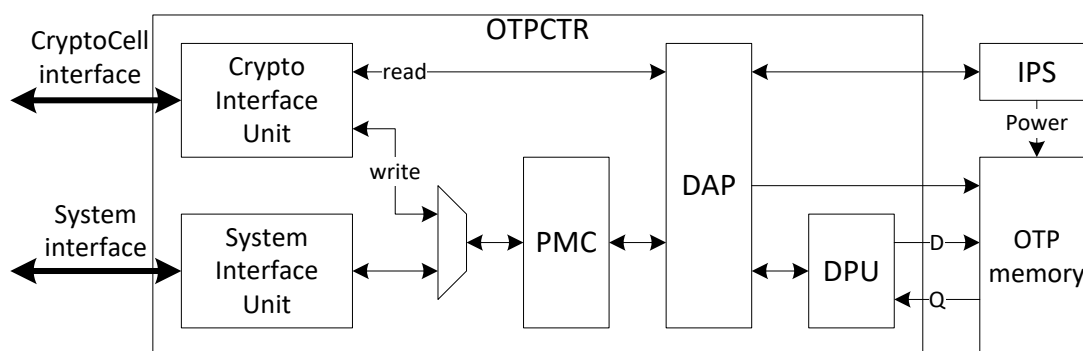 OTPCTR
CryptoCell
interface
Crypto
Interface
Unit
read
write
System
interface
System
Interface
Unit
PMC
DAP
DPU
D
Q
IPS
Power
OTP
memory